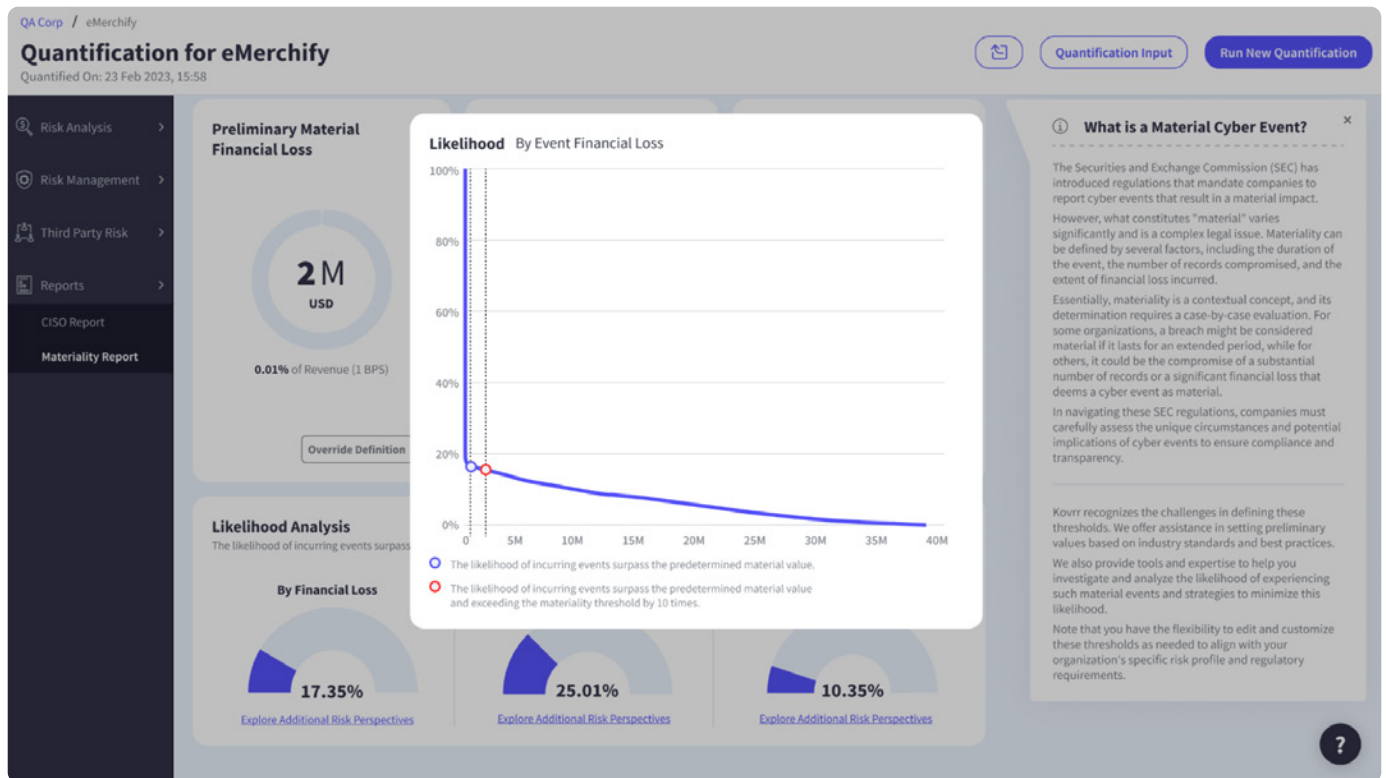 QA Corp / eMerchify
Quantification for eMerchify
Quantified On: 23 Feb 2023, 15:58
Quantification Input
Run New Quantification
Risk Analysis
Risk Management
Third Party Risk
Reports
CISO Report
Materiality Report
Preliminary Material
Financial Loss
2 M
USD
0.01% of Revenue (1 BPS)
Override Definition
Likelihood By Event Financial Loss
100%
80%
60%
40%
20%
0%
0 5M 10M 15M 20M 25M 30M 35M 40M
The likelihood of incurring events surpass the predetermined material value.
The likelihood of incurring events surpass the predetermined material value
and exceeding the materiality threshold by 10 times.
Likelihood Analysis
The likelihood of incurring events surpass
By Financial Loss
17.35%
Explore Additional Risk Perspectives
25.01%
Explore Additional Risk Perspectives
10.35%
Explore Additional Risk Perspectives
What is a Material Cyber Event?
The Securities and Exchange Commission (SEC) has
introduced regulations that mandate companies to
report cyber events that result in a material impact.
However, what constitutes "material" varies
significantly and is a complex legal issue. Materiality can
be defined by several factors, including the duration of
the event, the number of records compromised, and the
extent of financial loss incurred.
Essentially, materiality is a contextual concept, and its
determination requires a case-by-case evaluation. For
some organizations, a breach might be considered
material if it lasts for an extended period, while for
others, it could be the compromise of a substantial
number of records or a significant financial loss that
deems a cyber event as material.
In navigating these SEC regulations, companies must
carefully assess the unique circumstances and potential
implications of cyber events to ensure compliance and
transparency.
Kovrr recognizes the challenges in defining these
thresholds. We offer assistance in setting preliminary
values based on industry standards and best practices.
We also provide tools and expertise to help you
investigate and analyze the likelihood of experiencing
such material events and strategies to minimize this
likelihood.
Note that you have the flexibility to edit and customize
these thresholds as needed to align with your
organization's specific risk profile and regulatory
requirements.
?